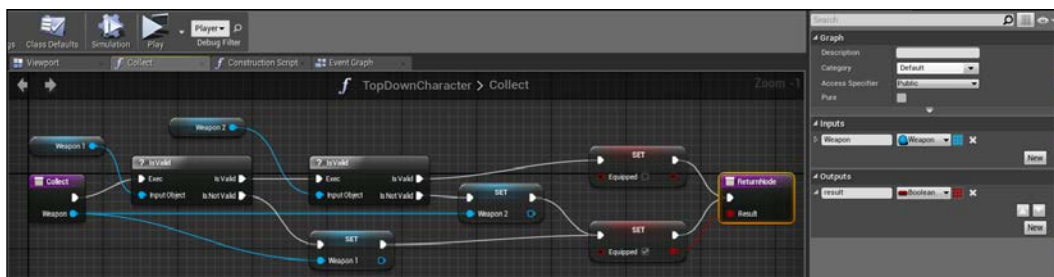 Player
Search
Class Defaults
Simulation
Play
Debug Filter
Graph
Description
Category
Default
Access Specifier
Public
Pure
Viewport
Collect
Construction Script
Event Graph
TopDownCharacter > Collect
Zoom -1
Inputs
Weapon
Weapon
New
Outputs
result
Boolean
New
Weapon 2
Weapon 1
IsValid
Exec
Is Valid
Input Object
Is Not Valid
IsValid
Exec
Is Valid
Input Object
Is Not Valid
SET
Equipped
Collect
Weapon
SET
Weapon 2
ReturnNode
Result
SET
Weapon 1
SET
Equipped